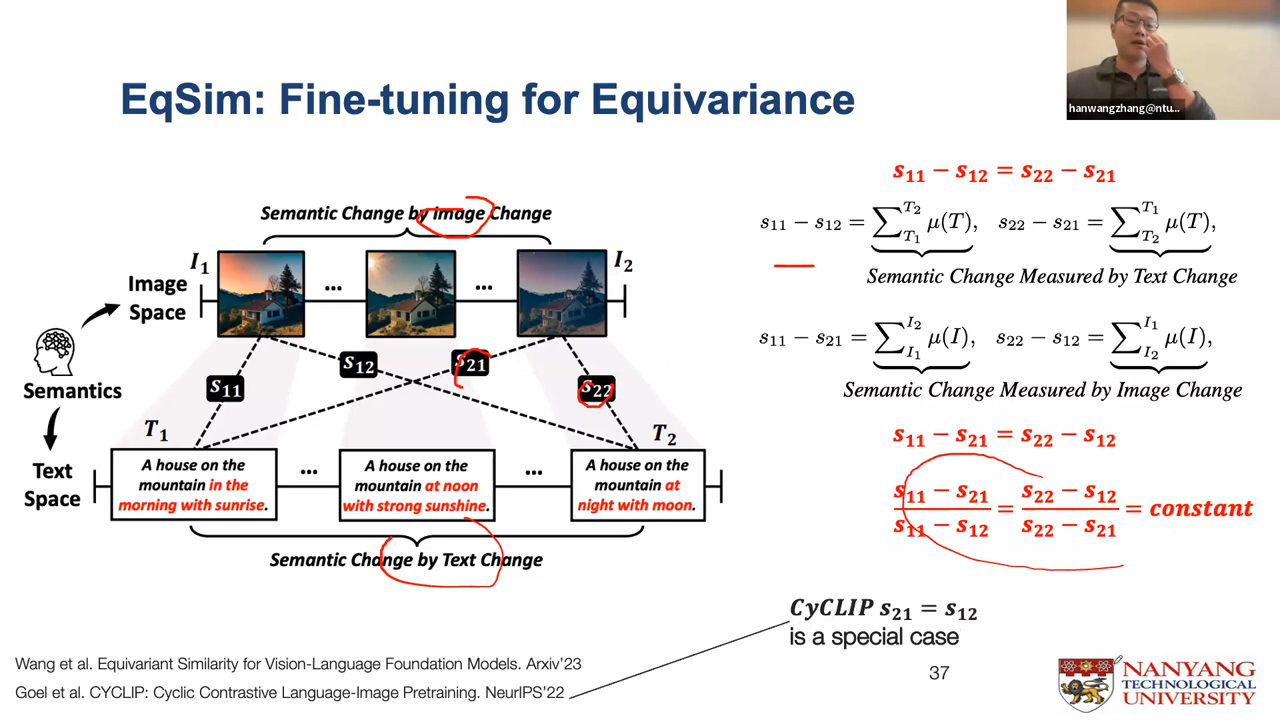 hanwangzhang@ntu...
EqSim: Fine-tuning for Equivariance
s₁₁ − s₁₂ = s₂₂ − s₂₁
s₁₁ − s₁₂ = ∑_{T₁}^{T₂} μ(T), s₂₂ − s₂₁ = ∑_{T₂}^{T₁} μ(T),
Semantic Change Measured by Text Change
s₁₁ − s₂₁ = ∑_{I₁}^{I₂} μ(I), s₂₂ − s₁₂ = ∑_{I₂}^{I₁} μ(I),
Semantic Change Measured by Image Change
s₁₁ − s₂₁ = s₂₂ − s₁₂
(s₁₁ − s₂₁)/(s₁₁ − s₁₂) = (s₂₂ − s₁₂)/(s₂₂ − s₂₁) = constant
Semantic Change by Image Change
I₁
I₂
Image
Space
...
...
Semantics
S₁₁
S₁₂
S₂₁
S₂₂
T₁
T₂
Text
Space
A house on the
mountain in the
morning with sunrise.
...
A house on the
mountain at noon
with strong sunshine.
...
A house on the
mountain at
night with moon.
Semantic Change by Text Change
CyCLIP s₂₁ = s₁₂
is a special case
Wang et al. Equivariant Similarity for Vision-Language Foundation Models. Arxiv'23
Goel et al. CYCLIP: Cyclic Contrastive Language-Image Pretraining. NeurIPS'22
37
NANYANG
TECHNOLOGICAL
UNIVERSITY